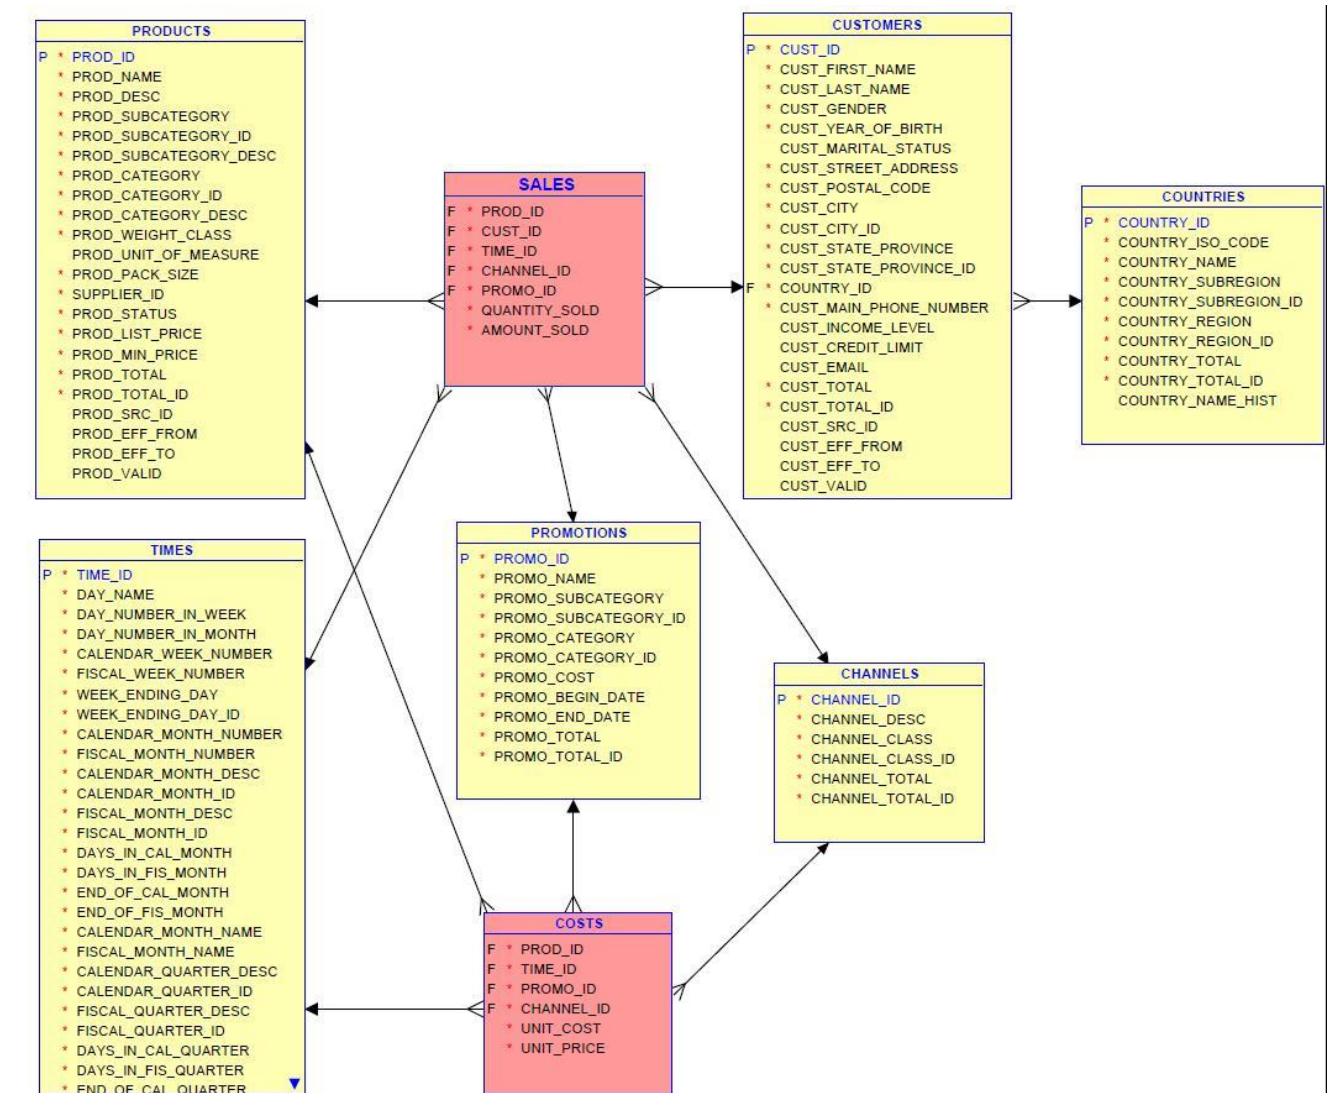 PRODUCTS
P * PROD_ID
* PROD_NAME
* PROD_DESC
* PROD_SUBCATEGORY
* PROD_SUBCATEGORY_ID
* PROD_SUBCATEGORY_DESC
* PROD_CATEGORY
* PROD_CATEGORY_ID
* PROD_CATEGORY_DESC
* PROD_WEIGHT_CLASS
PROD_UNIT_OF_MEASURE
* PROD_PACK_SIZE
* SUPPLIER_ID
* PROD_STATUS
* PROD_LIST_PRICE
* PROD_MIN_PRICE
* PROD_TOTAL
* PROD_TOTAL_ID
PROD_SRC_ID
PROD_EFF_FROM
PROD_EFF_TO
PROD_VALID
SALES
F * PROD_ID
F * CUST_ID
F * TIME_ID
F * CHANNEL_ID
F * PROMO_ID
* QUANTITY_SOLD
* AMOUNT_SOLD
CUSTOMERS
P * CUST_ID
* CUST_FIRST_NAME
* CUST_LAST_NAME
* CUST_GENDER
* CUST_YEAR_OF_BIRTH
CUST_MARITAL_STATUS
* CUST_STREET_ADDRESS
* CUST_POSTAL_CODE
* CUST_CITY
* CUST_CITY_ID
* CUST_STATE_PROVINCE
* CUST_STATE_PROVINCE_ID
F * COUNTRY_ID
* CUST_MAIN_PHONE_NUMBER
CUST_INCOME_LEVEL
CUST_CREDIT_LIMIT
CUST_EMAIL
* CUST_TOTAL
* CUST_TOTAL_ID
CUST_SRC_ID
CUST_EFF_FROM
CUST_EFF_TO
CUST_VALID
COUNTRIES
P * COUNTRY_ID
* COUNTRY_ISO_CODE
* COUNTRY_NAME
* COUNTRY_SUBREGION
* COUNTRY_SUBREGION_ID
* COUNTRY_REGION
* COUNTRY_REGION_ID
* COUNTRY_TOTAL
* COUNTRY_TOTAL_ID
COUNTRY_NAME_HIST
TIMES
P * TIME_ID
* DAY_NAME
* DAY_NUMBER_IN_WEEK
* DAY_NUMBER_IN_MONTH
* CALENDAR_WEEK_NUMBER
* FISCAL_WEEK_NUMBER
* WEEK_ENDING_DAY
* WEEK_ENDING_DAY_ID
* CALENDAR_MONTH_NUMBER
* FISCAL_MONTH_NUMBER
* CALENDAR_MONTH_DESC
* CALENDAR_MONTH_ID
* FISCAL_MONTH_DESC
* FISCAL_MONTH_ID
* DAYS_IN_CAL_MONTH
* DAYS_IN_FIS_MONTH
* END_OF_CAL_MONTH
* END_OF_FIS_MONTH
* CALENDAR_MONTH_NAME
* FISCAL_MONTH_NAME
* CALENDAR_QUARTER_DESC
* CALENDAR_QUARTER_ID
* FISCAL_QUARTER_DESC
* FISCAL_QUARTER_ID
* DAYS_IN_CAL_QUARTER
* DAYS_IN_FIS_QUARTER
* END_OF_CAL_QUARTER
PROMOTIONS
P * PROMO_ID
* PROMO_NAME
* PROMO_SUBCATEGORY
* PROMO_SUBCATEGORY_ID
* PROMO_CATEGORY
* PROMO_CATEGORY_ID
* PROMO_COST
* PROMO_BEGIN_DATE
* PROMO_END_DATE
* PROMO_TOTAL
* PROMO_TOTAL_ID
CHANNELS
P * CHANNEL_ID
* CHANNEL_DESC
* CHANNEL_CLASS
* CHANNEL_CLASS_ID
* CHANNEL_TOTAL
* CHANNEL_TOTAL_ID
COSTS
F * PROD_ID
F * TIME_ID
F * PROMO_ID
F * CHANNEL_ID
* UNIT_COST
* UNIT_PRICE